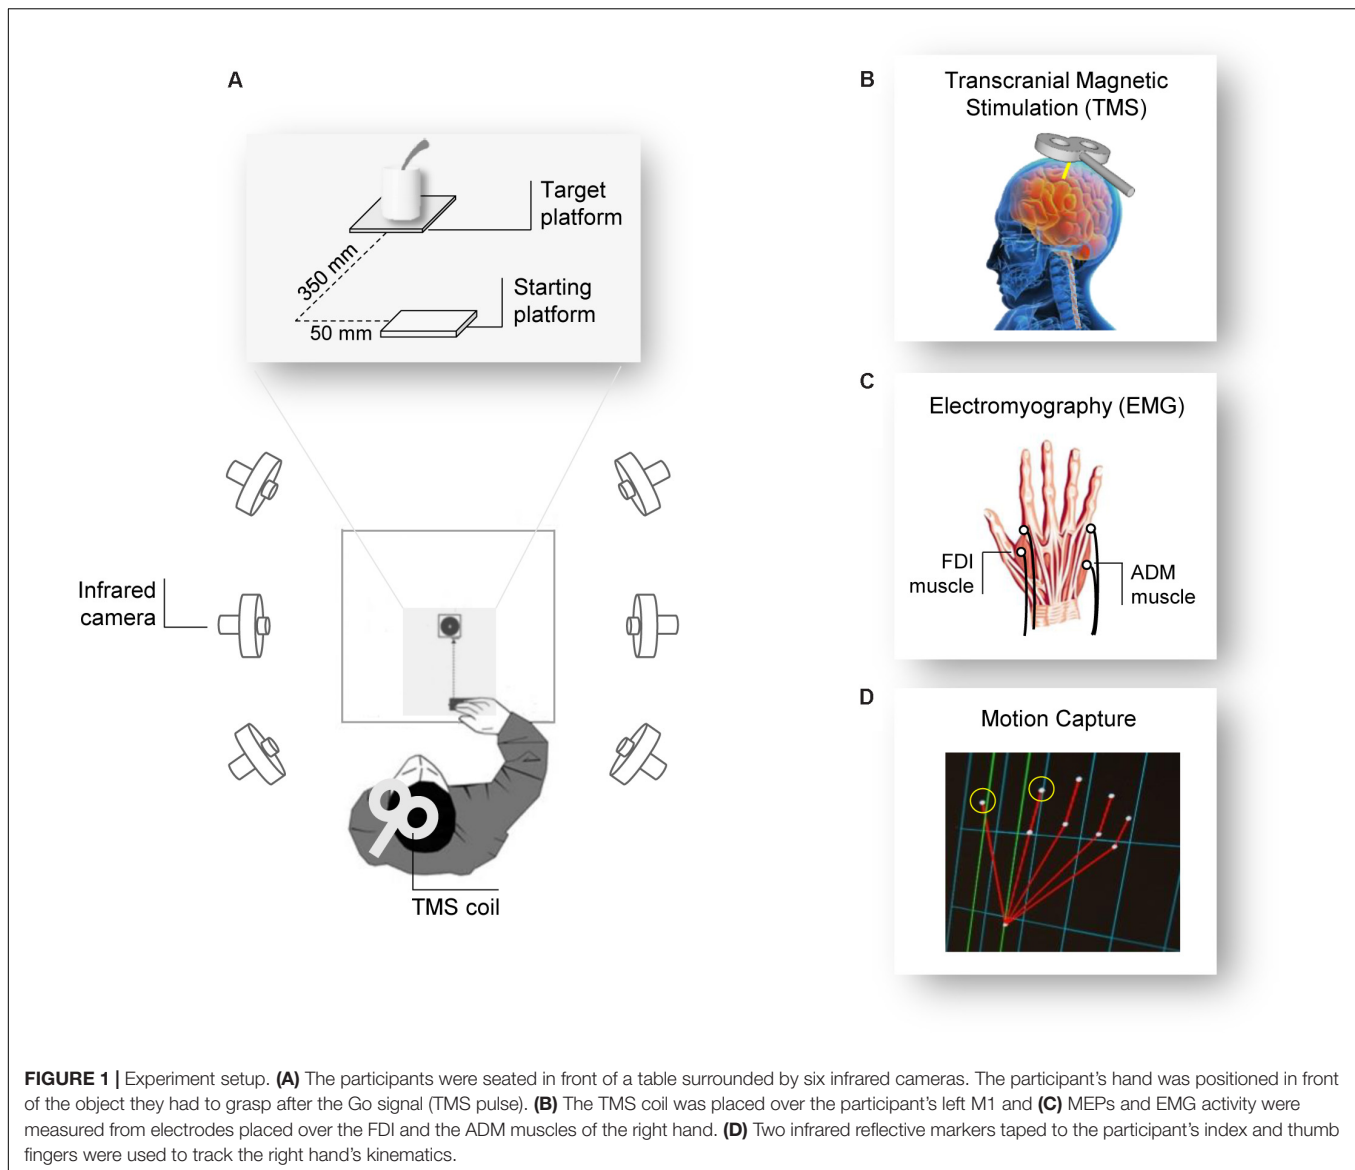 A
Target
platform
350 mm
Starting
platform
50 mm
Infrared
camera
TMS coil
B
Transcranial Magnetic
Stimulation (TMS)
C
Electromyography (EMG)
FDI
muscle
ADM
muscle
D
Motion Capture
FIGURE 1 | Experiment setup. (A) The participants were seated in front of a table surrounded by six infrared cameras. The participant's hand was positioned in front
of the object they had to grasp after the Go signal (TMS pulse). (B) The TMS coil was placed over the participant's left M1 and (C) MEPs and EMG activity were
measured from electrodes placed over the FDI and the ADM muscles of the right hand. (D) Two infrared reflective markers taped to the participant's index and thumb
fingers were used to track the right hand's kinematics.